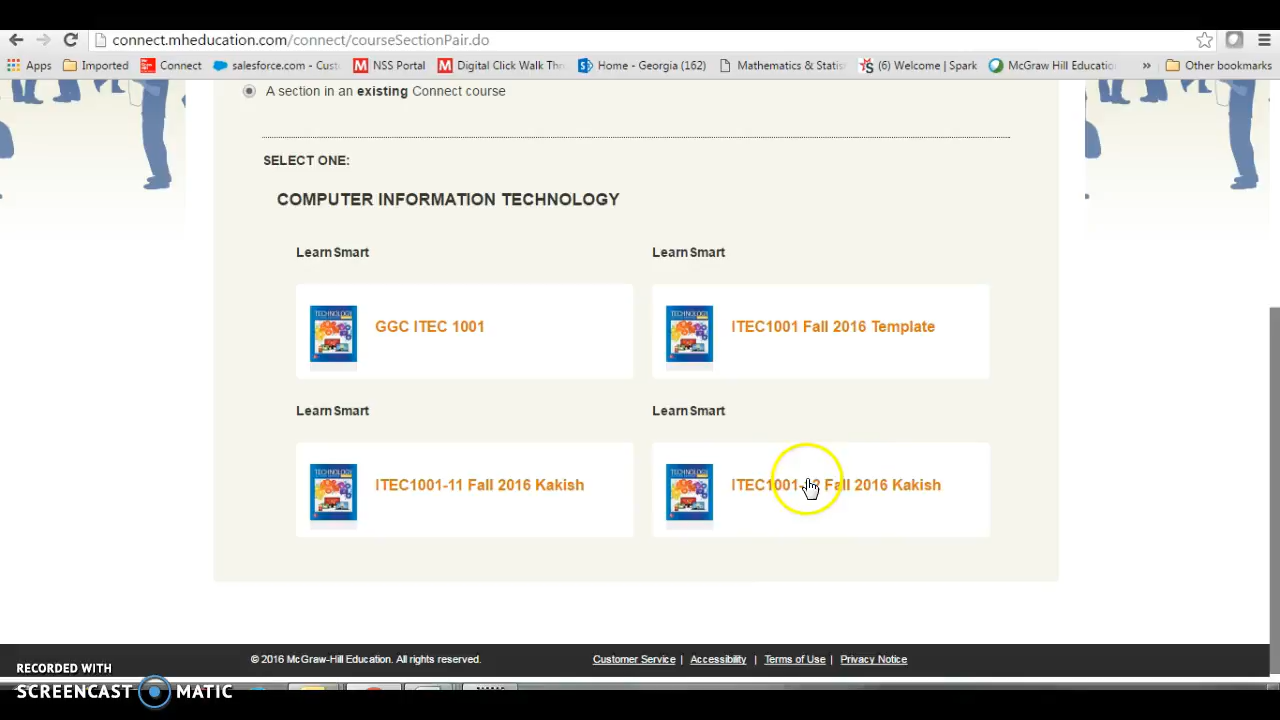 connect.mheducation.com/connect/courseSectionPair.do
Apps Imported Connect salesforce.com - Cust NSS Portal Digital Click Walk Thr Home - Georgia (162) Mathematics & Statis (6) Welcome | Spark McGraw Hill Educatio » Other bookmarks
A section in an existing Connect course
SELECT ONE:
COMPUTER INFORMATION TECHNOLOGY
LearnSmart LearnSmart
TECHNOLOGY GGC ITEC 1001 TECHNOLOGY ITEC1001 Fall 2016 Template
LearnSmart LearnSmart
TECHNOLOGY ITEC1001-11 Fall 2016 Kakish TECHNOLOGY Fall 2016 Kakish
© 2016 McGraw-Hill Education. All rights reserved. Customer Service | Accessibility | Terms of Use | Privacy Notice
RECORDED WITH
SCREENCAST MATIC